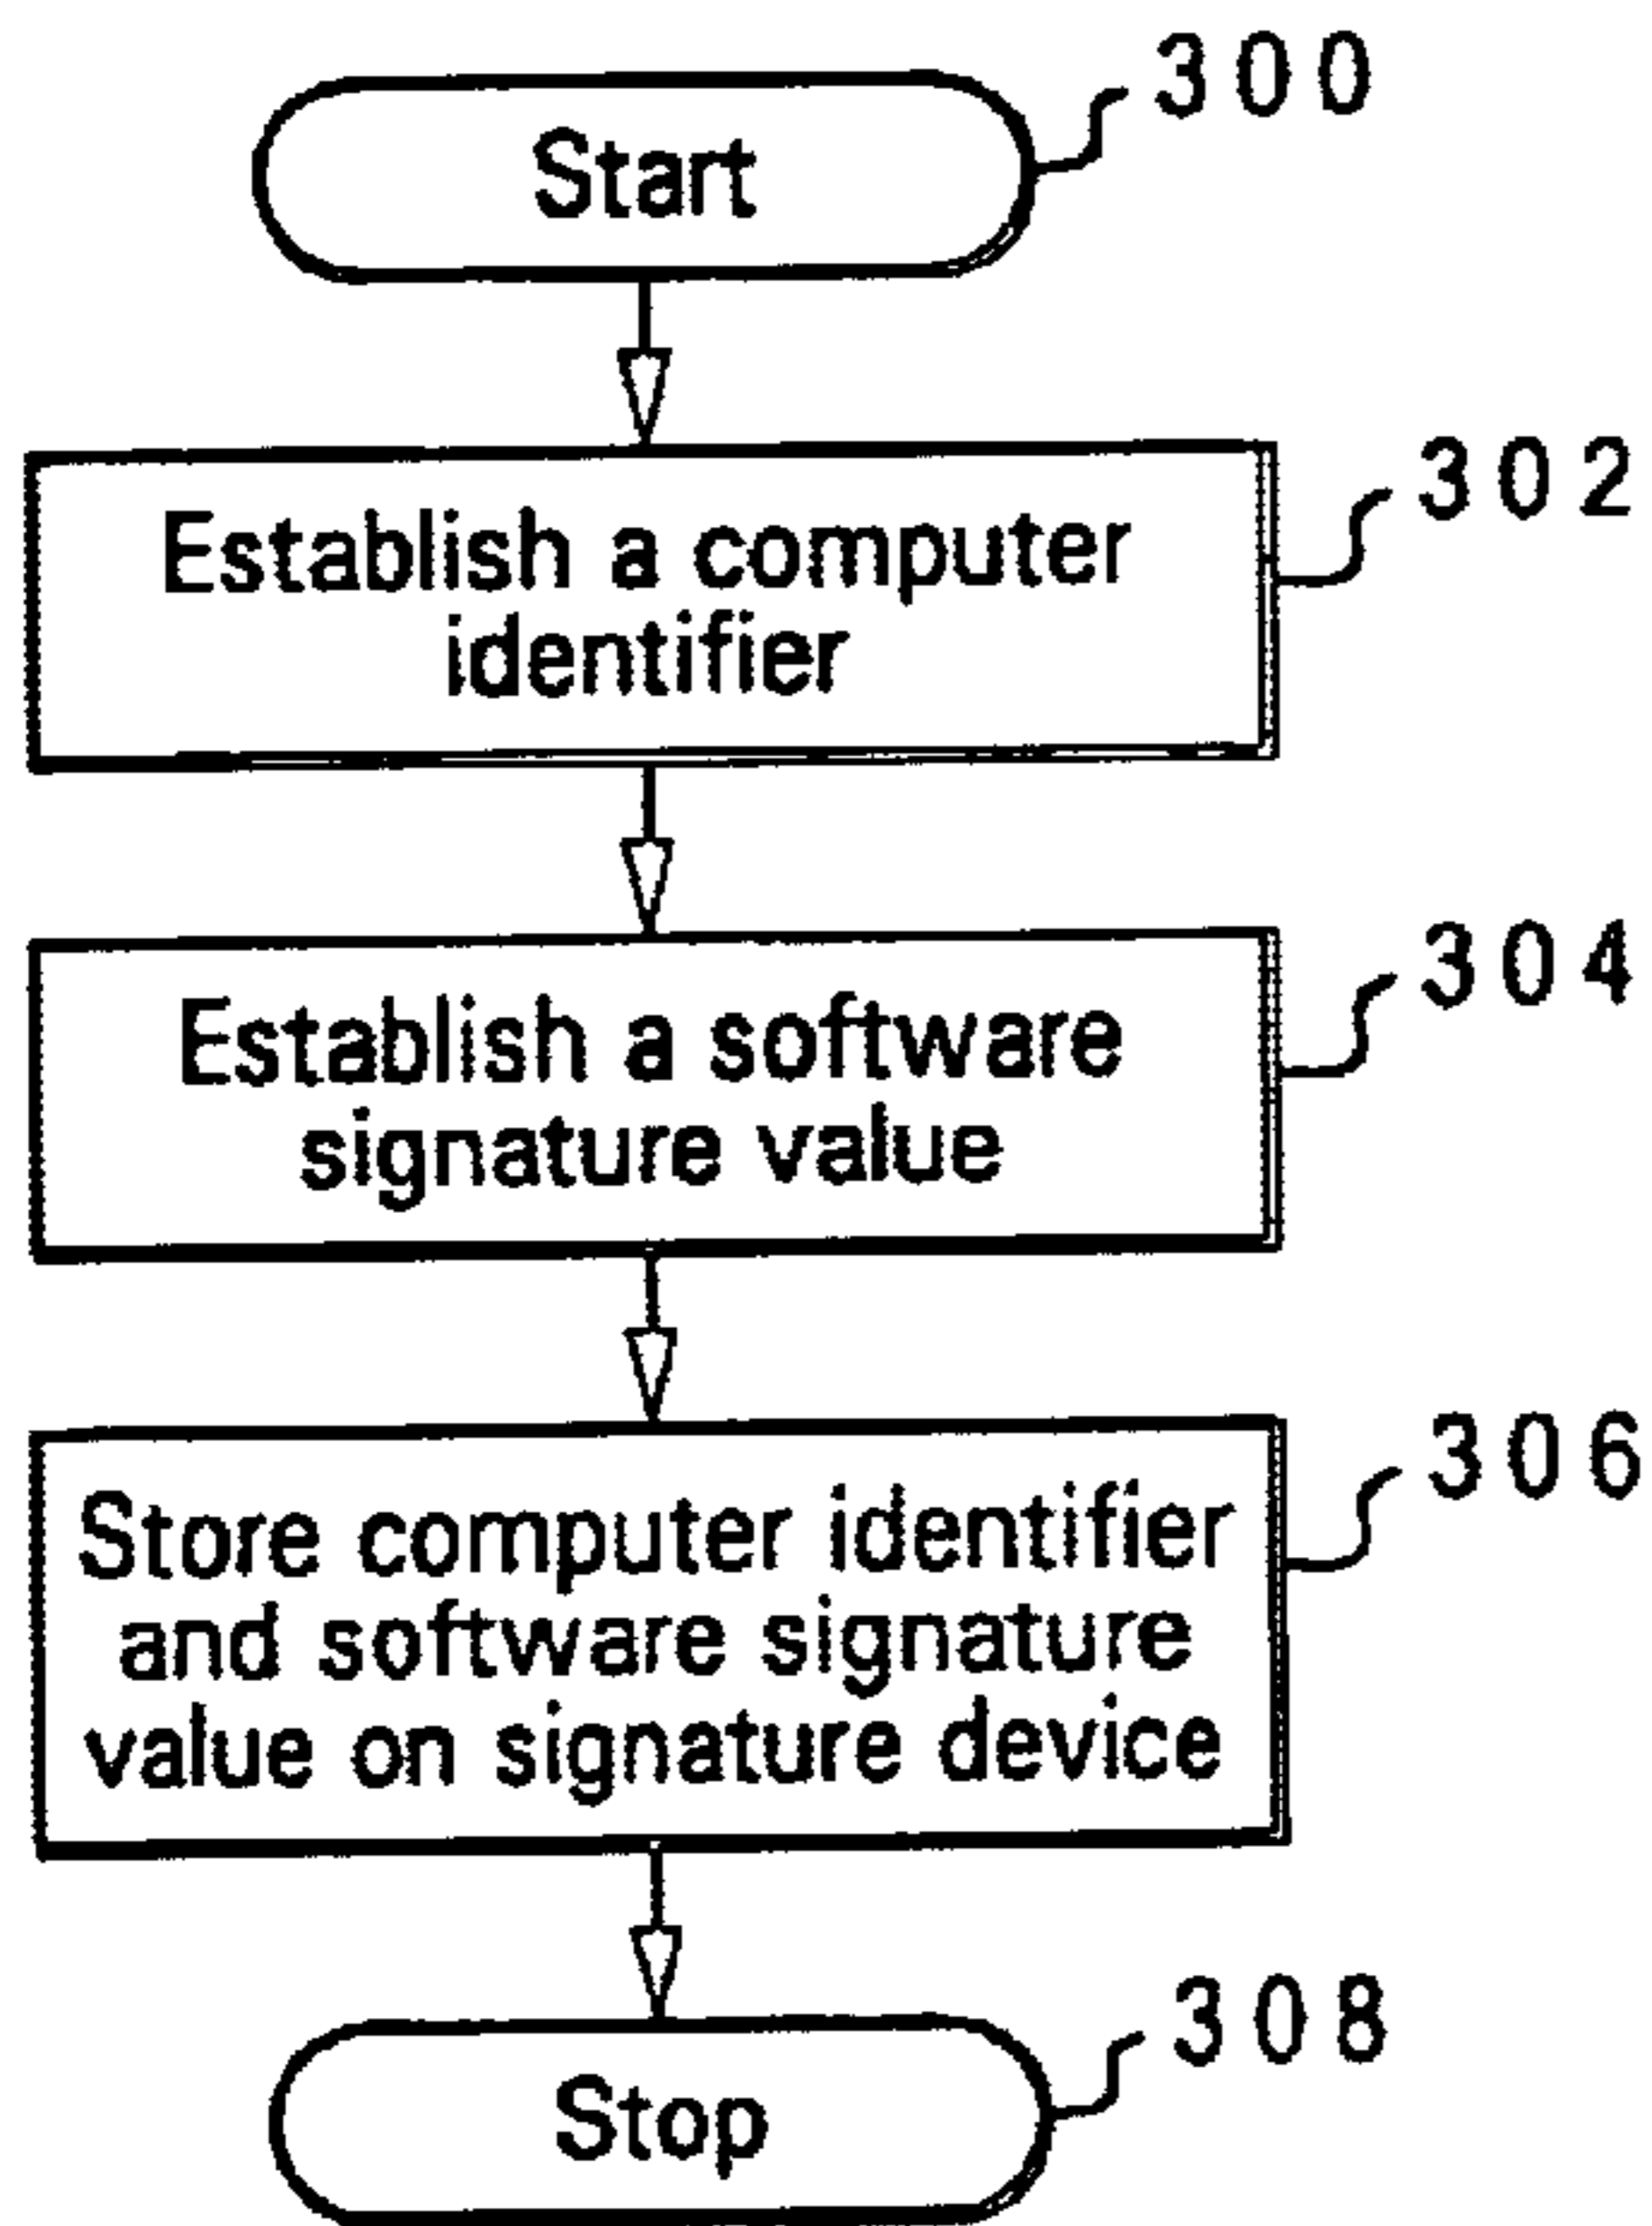 300
Start
302
Establish a computer
identifier
304
Establish a software
signature value
306
Store computer identifier
and software signature
value on signature device
308
Stop